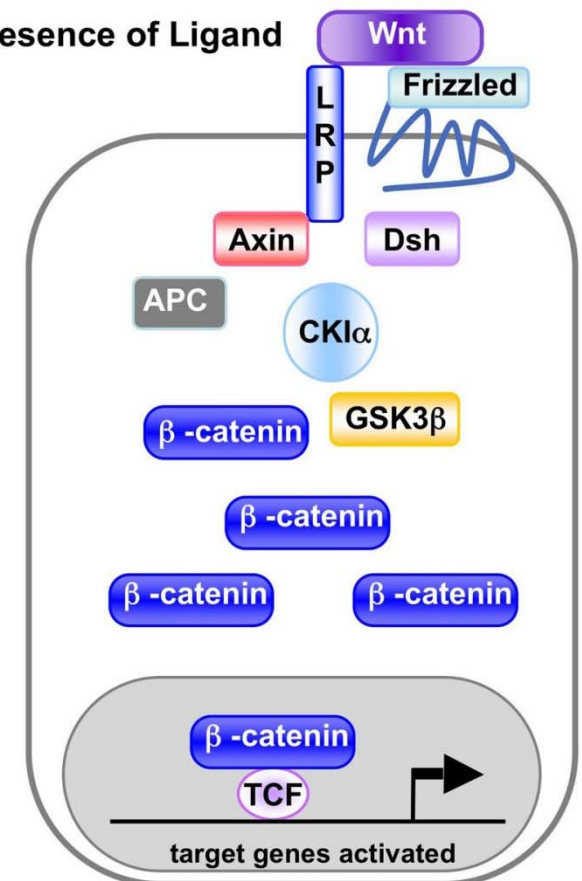 esence of Ligand
Wnt
Frizzled
L
R
P
Axin
Dsh
APC
CKIα
GSK3β
β -catenin
β -catenin
β -catenin
β -catenin
β -catenin
TCF
target genes activated